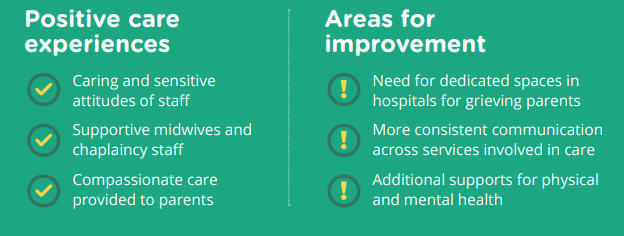 Positive care
experiences
Caring and sensitive
attitudes of staff
Supportive midwives and
chaplaincy staff
Compassionate care
provided to parents
Areas for
improvement
Need for dedicated spaces in
hospitals for grieving parents
More consistent communication
across services involved in care
Additional supports for physical
and mental health